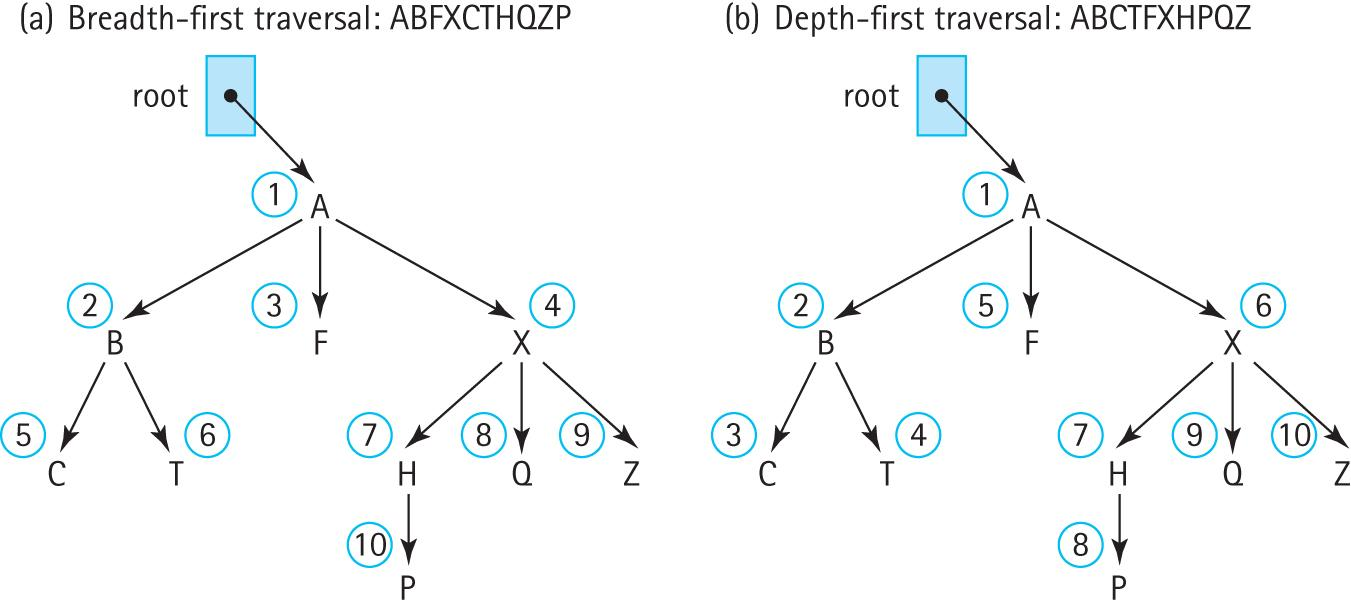 (a) Breadth-first traversal: ABFXCTHQZP
root
1
A
2
3
4
B
F
X
5
6
7
8
9
C
T
H
Q
Z
10
P
(b) Depth-first traversal: ABCTFXHPQZ
root
1
A
2
5
6
B
F
X
3
4
7
9
10
C
T
H
Q
Z
8
P